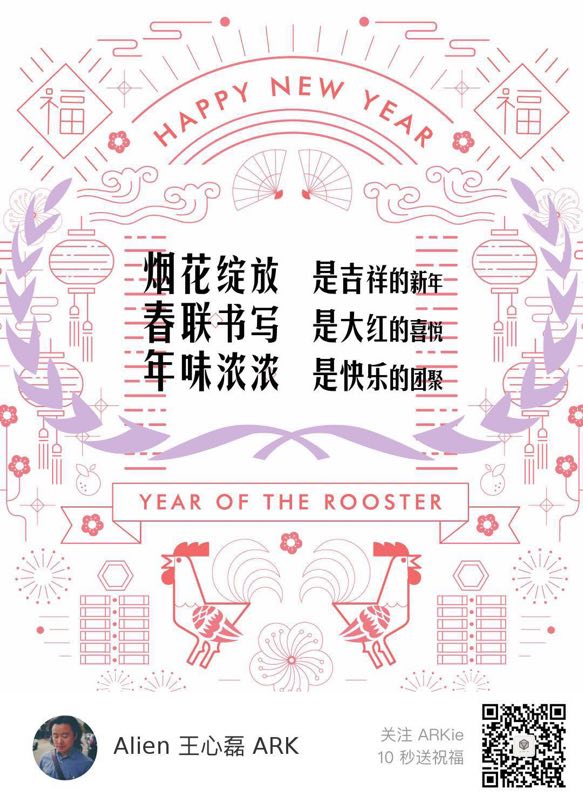 福
福
HAPPY NEW YEAR
烟花绽放 是吉祥的新年
春联书写 是大红的喜悦
年味浓浓 是快乐的团聚
YEAR OF THE ROOSTER
Alien 王心磊 ARK
关注 ARKie
10 秒送祝福